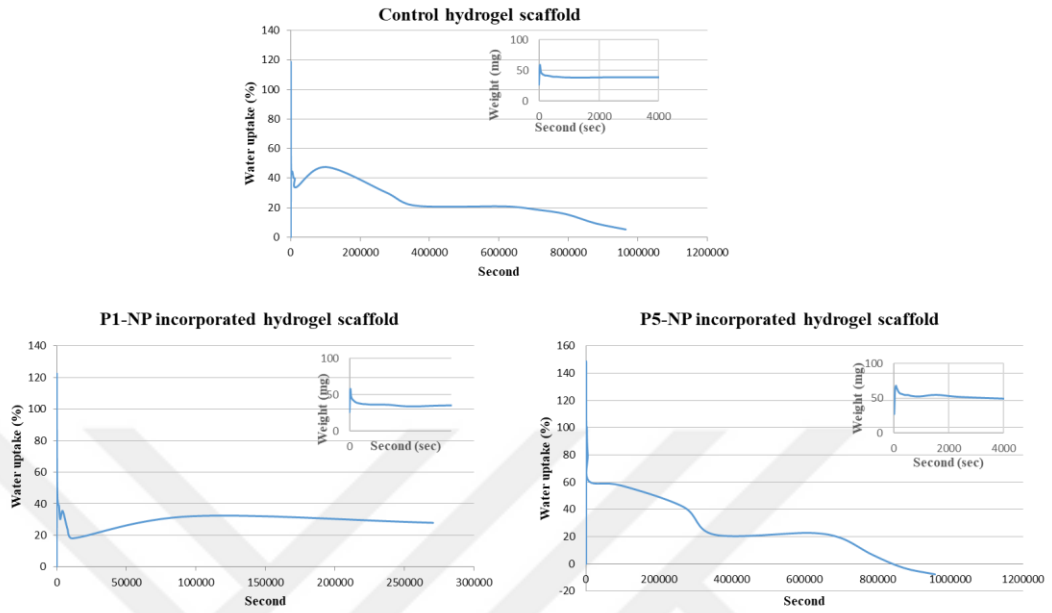 Control hydrogel scaffold
Water uptake (%)
140
120
100
80
60
40
20
0
0 200000 400000 600000 800000 1000000 1200000
Second
Weight (mg)
100
50
0
0 2000 4000
Second (sec)
P1-NP incorporated hydrogel scaffold
Water uptake (%)
140
120
100
80
60
40
20
0
0 50000 100000 150000 200000 250000 300000
Second
Weight (mg)
100
50
0
0
Second (sec)
P5-NP incorporated hydrogel scaffold
Water uptake (%)
160
140
120
100
80
60
40
20
0
-20
0 200000 400000 600000 800000 1000000 1200000
Second
Weight (mg)
100
50
0
0 2000 4000
Second (sec)